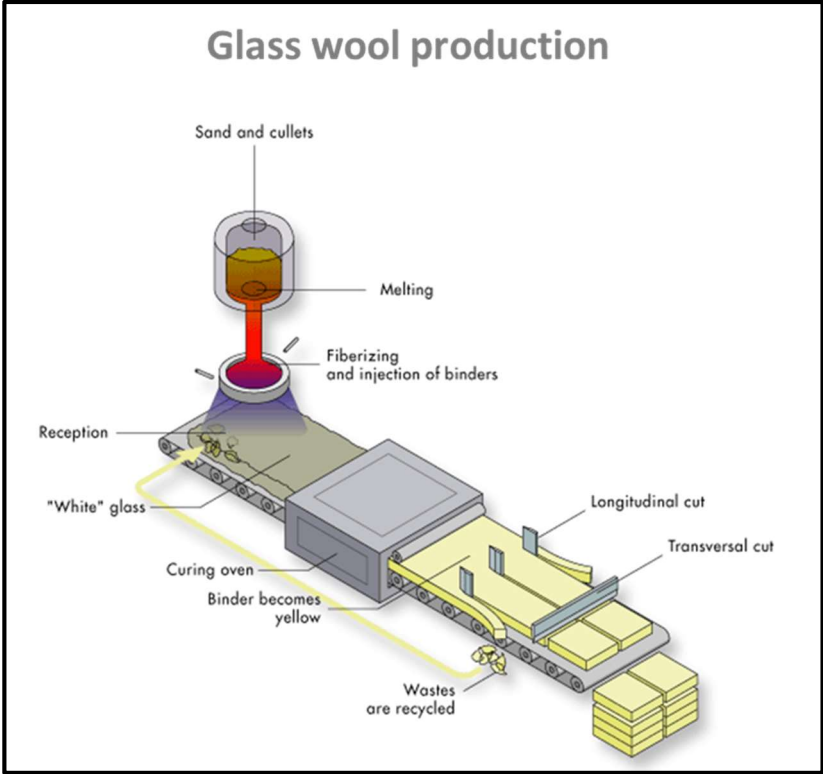 Glass wool production
Sand and cullets
Melting
Fiberizing
and injection of binders
Reception
"White" glass
Longitudinal cut
Transversal cut
Curing oven
Binder becomes
yellow
Wastes
are recycled